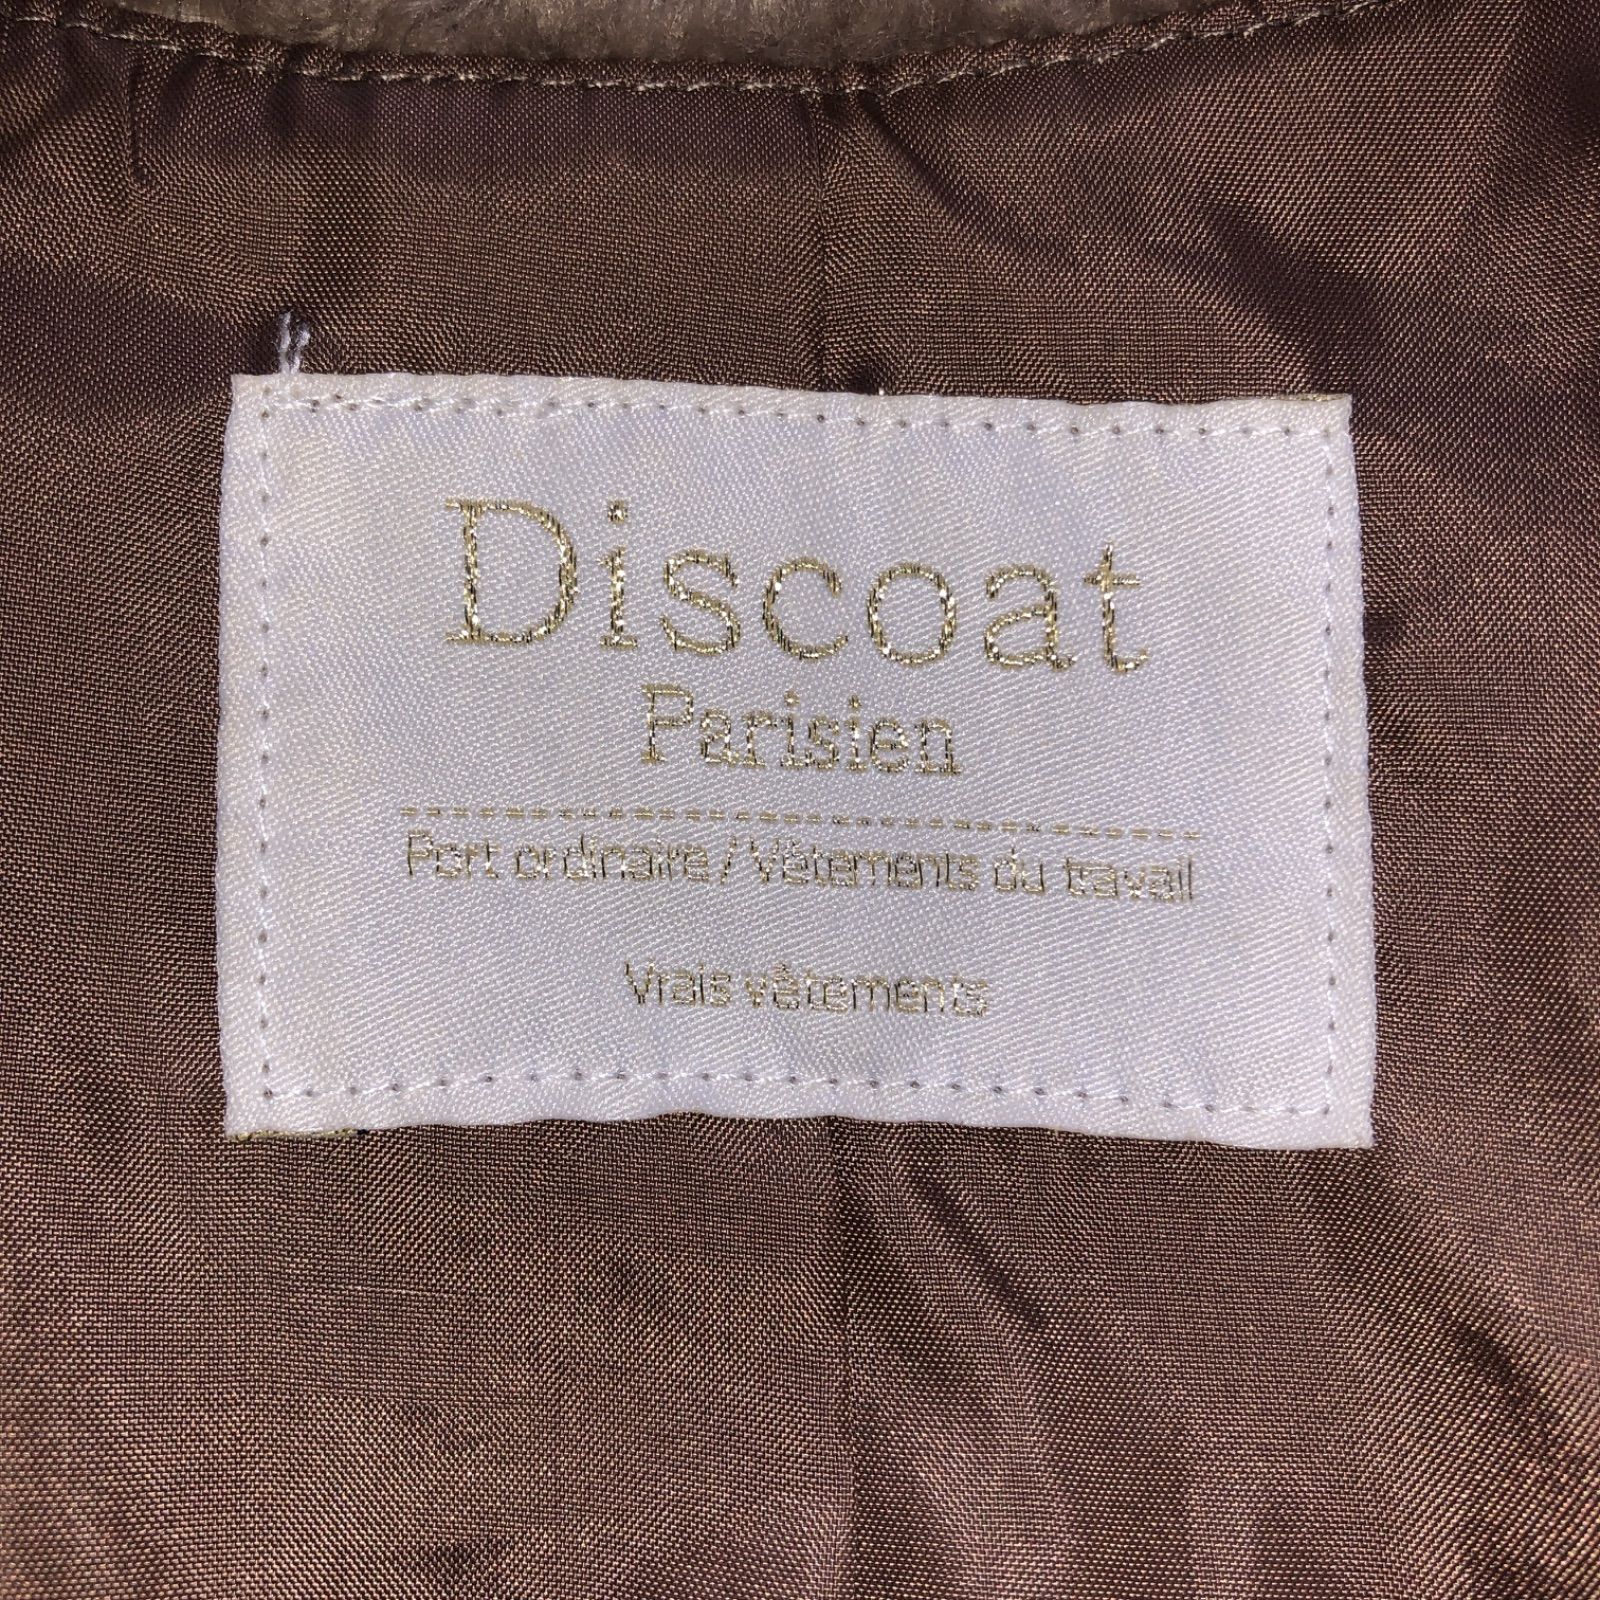 Discoat
Parisien
Port ordinaire / Vêtements du travail
Vrais vêtements